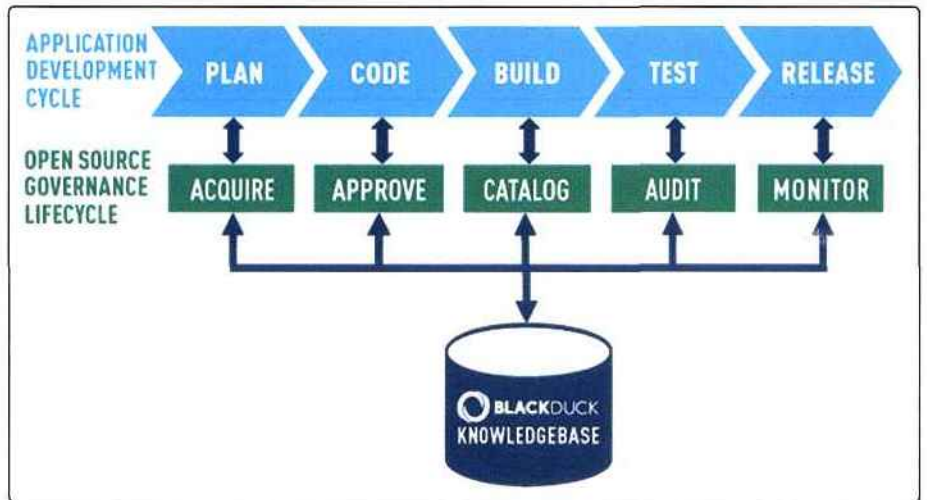 APPLICATION
DEVELOPMENT
CYCLE
PLAN
CODE
BUILD
TEST
RELEASE
OPEN SOURCE
GOVERNANCE
LIFECYCLE
ACQUIRE
APPROVE
CATALOG
AUDIT
MONITOR
BLACKDUCK
KNOWLEDGEBASE